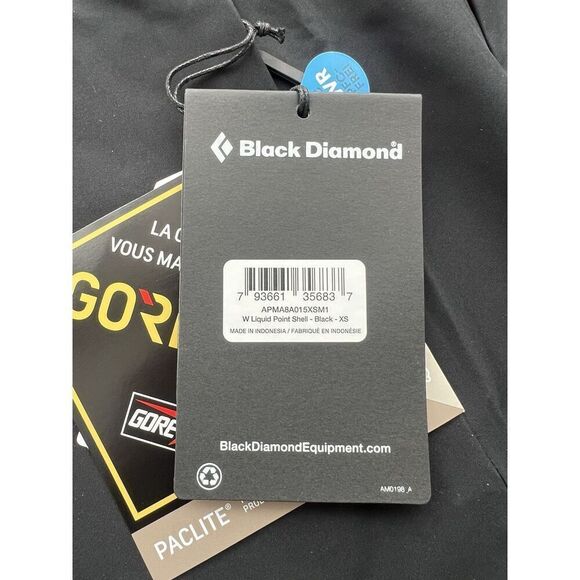 Black Diamond®
7 93661 35683 7
APMA8A015XSM1
W Liquid Point Shell - Black - XS
MADE IN INDONESIA / FABRIQUÉ EN INDONÉSIE
BlackDiamondEquipment.com
AM0198_A
LA
VOUS MA
GORE
GORE
PACLITE®